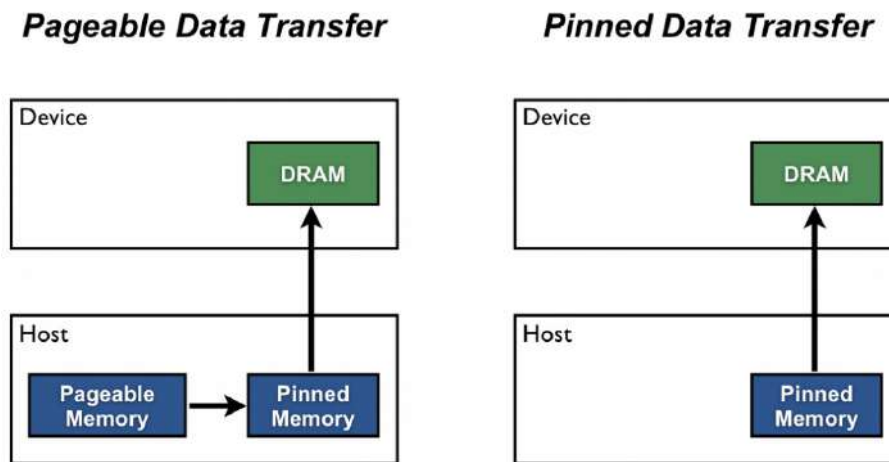 Pageable Data Transfer
Device
DRAM
Host
Pageable
Memory
Pinned
Memory
Pinned Data Transfer
Device
DRAM
Host
Pinned
Memory